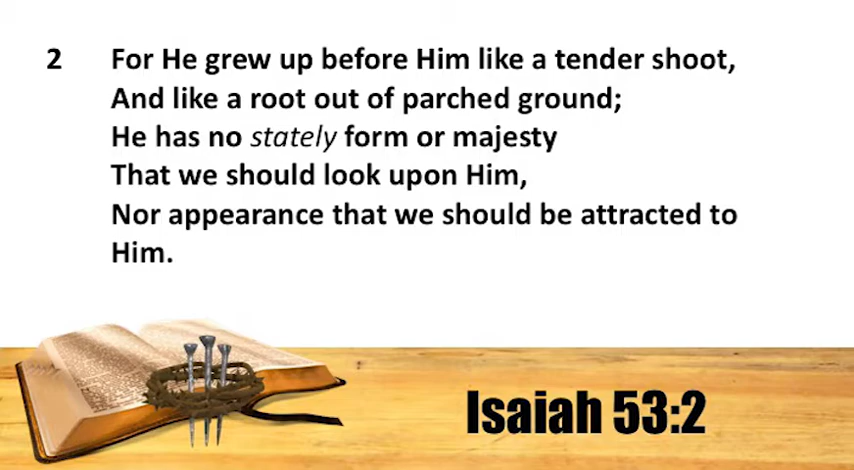 2 For He grew up before Him like a tender shoot,
And like a root out of parched ground;
He has no stately form or majesty
That we should look upon Him,
Nor appearance that we should be attracted to
Him.
Isaiah 53:2